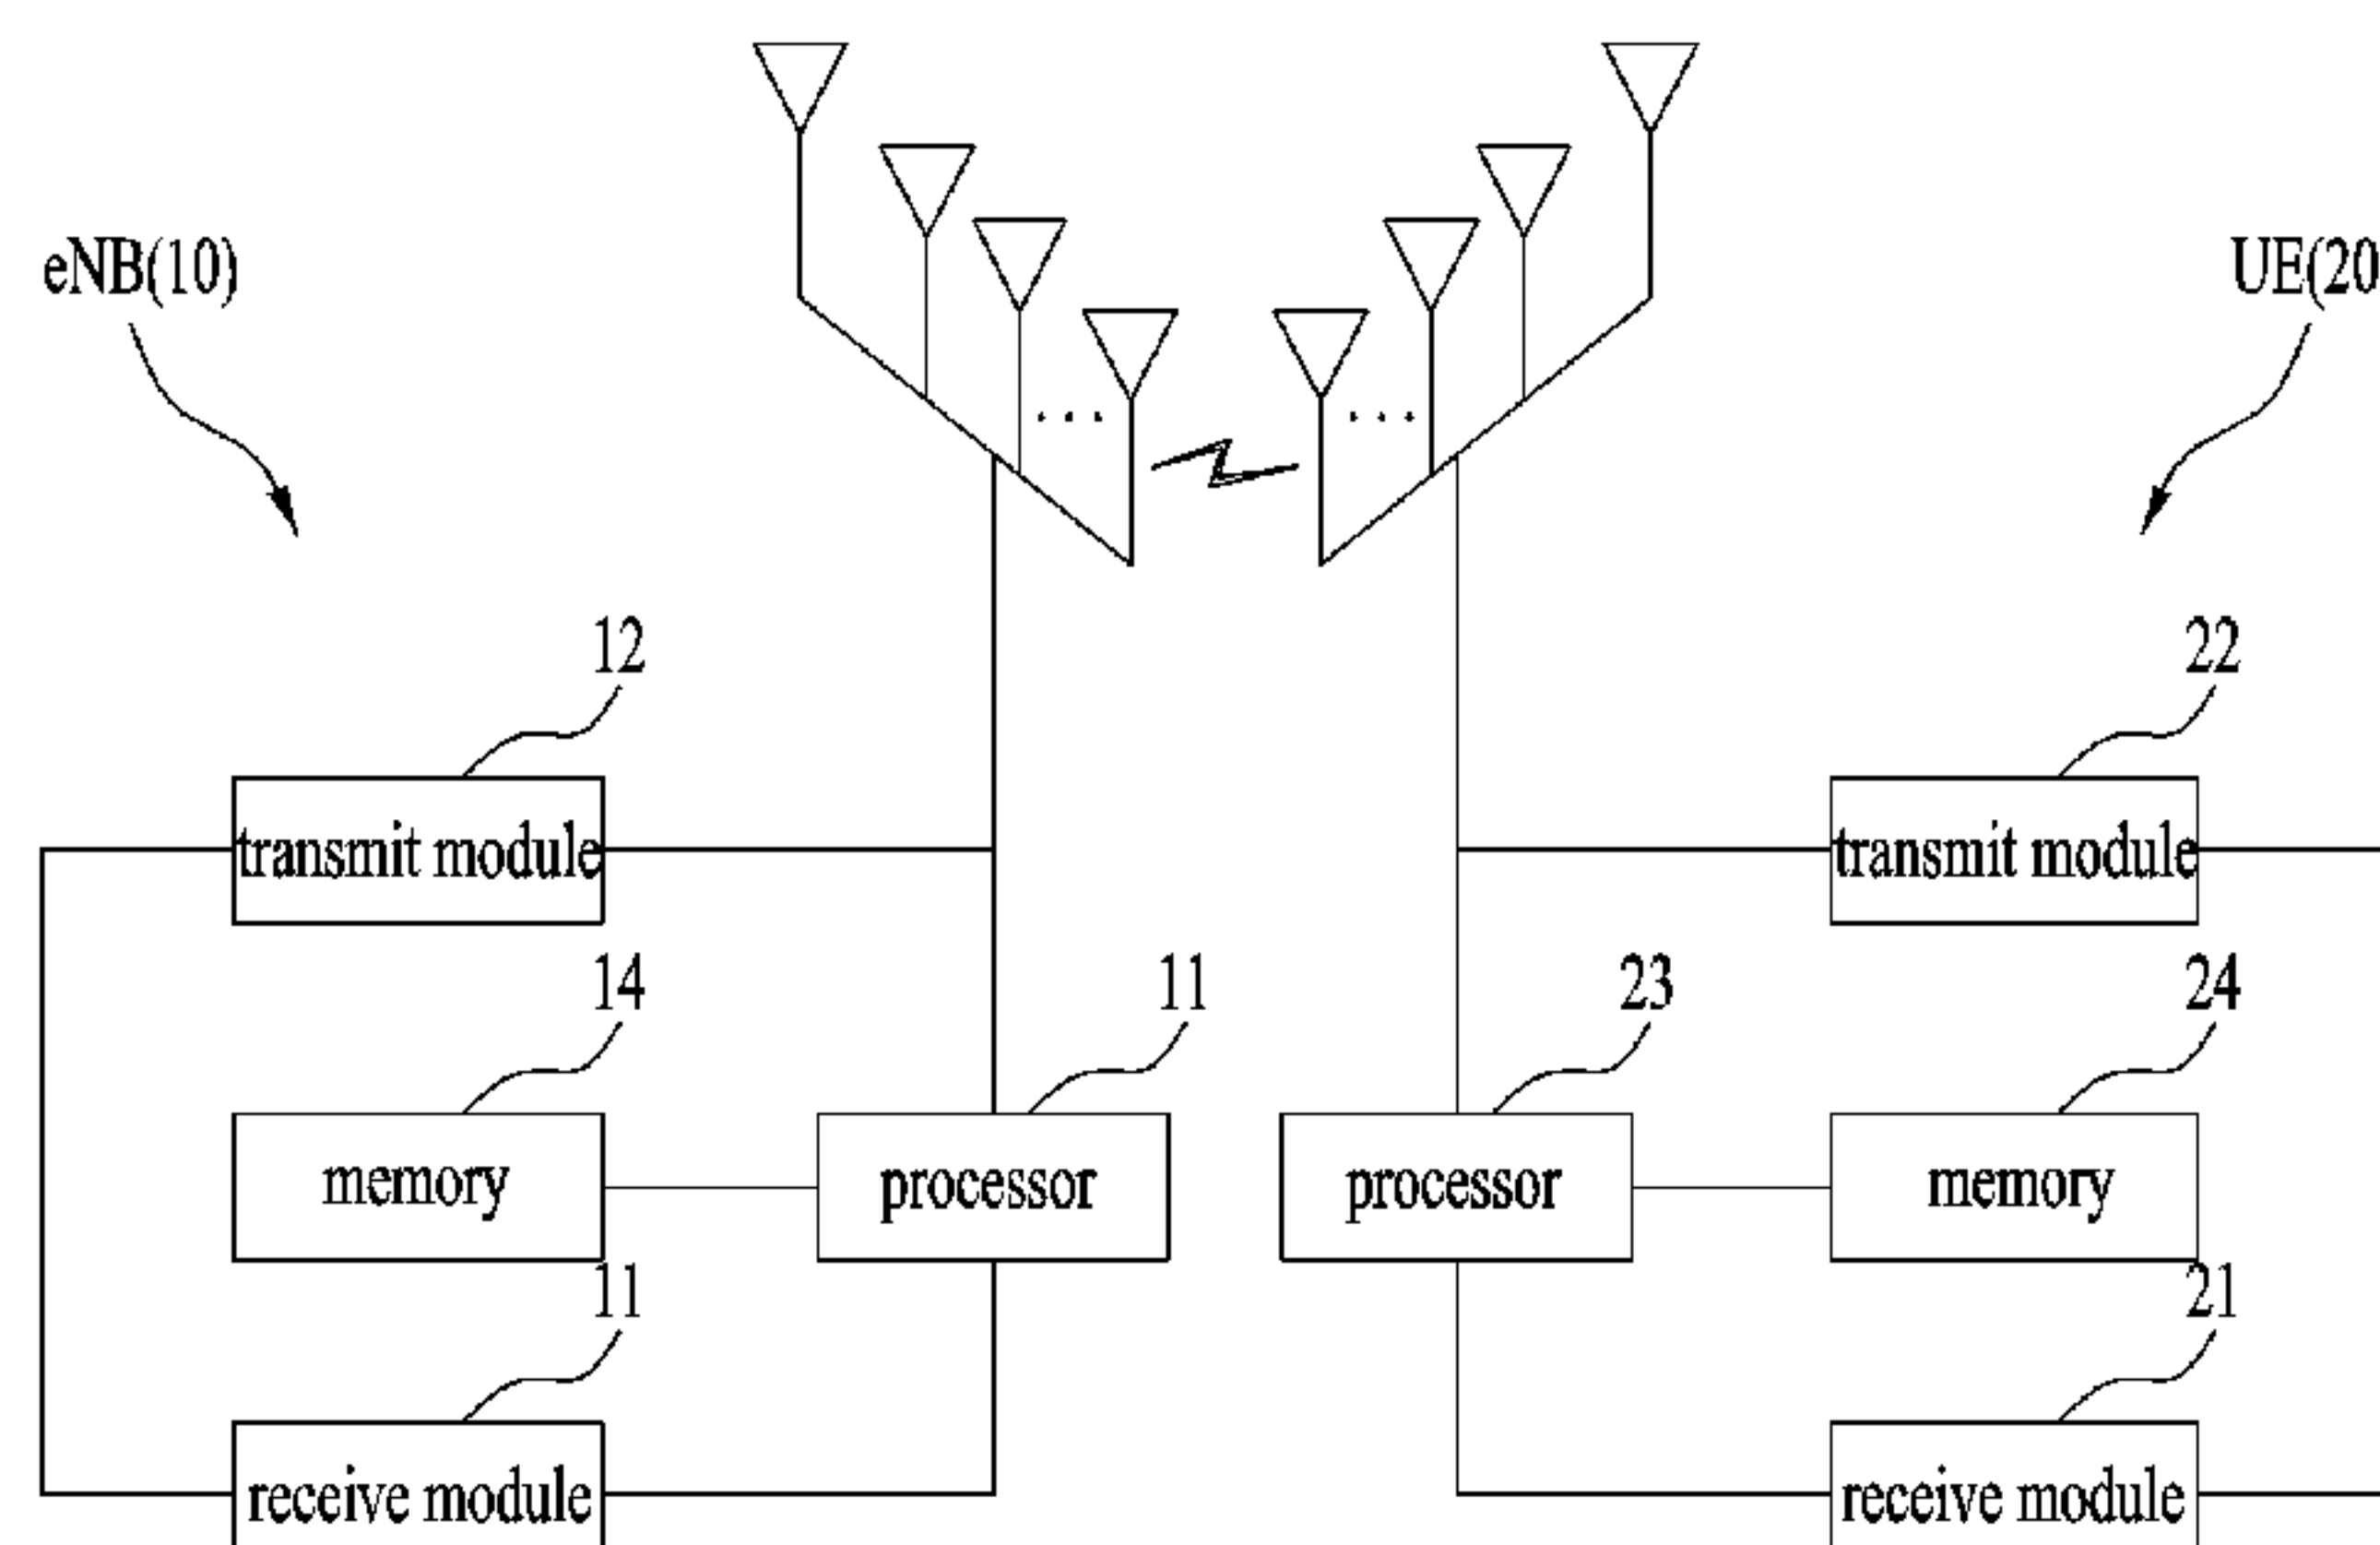 eNB(10)
UE(20
12
22
transmit module
transmit module
14
11
23
24
memory
processor
processor
memory
11
21
receive module
receive module